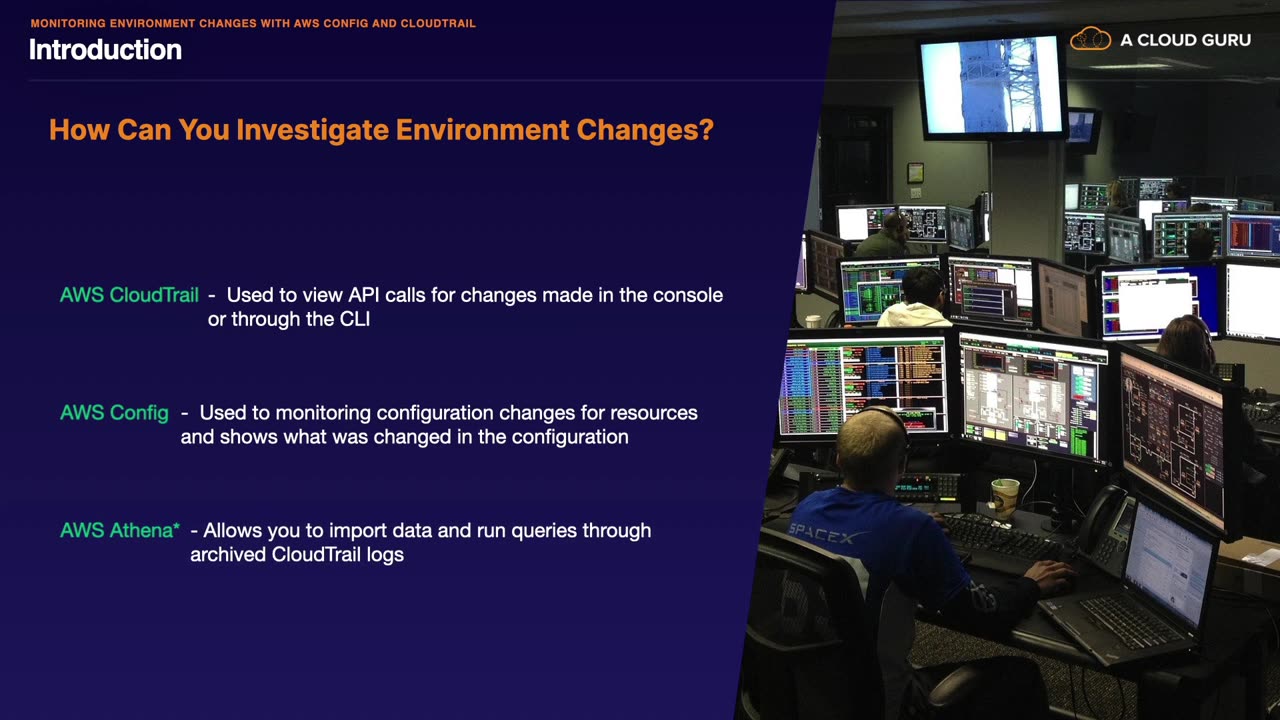 MONITORING ENVIRONMENT CHANGES WITH AWS CONFIG AND CLOUDTRAIL
Introduction
A CLOUD GURU
How Can You Investigate Environment Changes?
AWS CloudTrail - Used to view API calls for changes made in the console
or through the CLI
AWS Config - Used to monitoring configuration changes for resources
and shows what was changed in the configuration
AWS Athena* - Allows you to import data and run queries through
archived CloudTrail logs
SPACEX